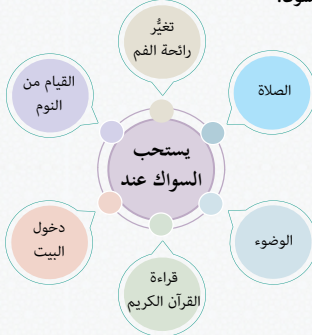 تغيُّر
رائحة الفم
الصلاة
القيام من
النوم
يستحب
السواك عند
الوضوء
دخول
البيت
قراءة
القرآن الكريم